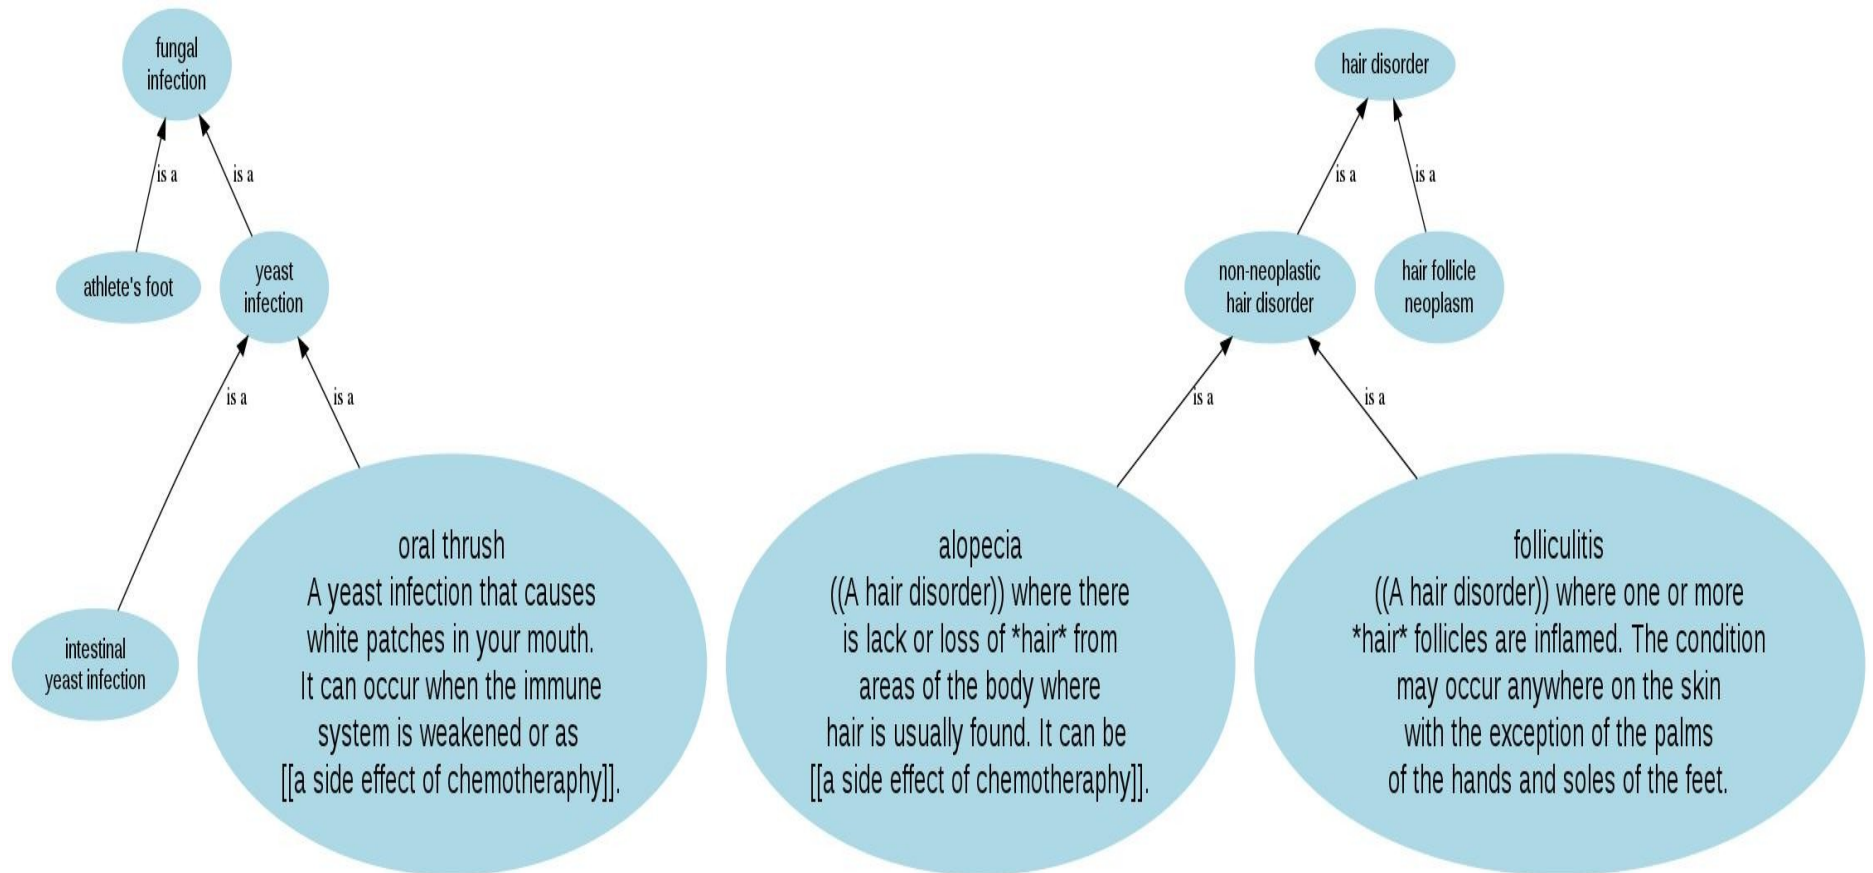 fungal
infection
hair disorder
is a
is a
is a
is a
athlete's foot
yeast
infection
non-neoplastic
hair disorder
hair follicle
neoplasm
is a
is a
is a
is a
intestinal
yeast infection
oral thrush
A yeast infection that causes
white patches in your mouth.
It can occur when the immune
system is weakened or as
[[a side effect of chemotheraphy]].
alopecia
((A hair disorder)) where there
is lack or loss of *hair* from
areas of the body where
hair is usually found. It can be
[[a side effect of chemotheraphy]].
folliculitis
((A hair disorder)) where one or more
*hair* follicles are inflamed. The condition
may occur anywhere on the skin
with the exception of the palms
of the hands and soles of the feet.